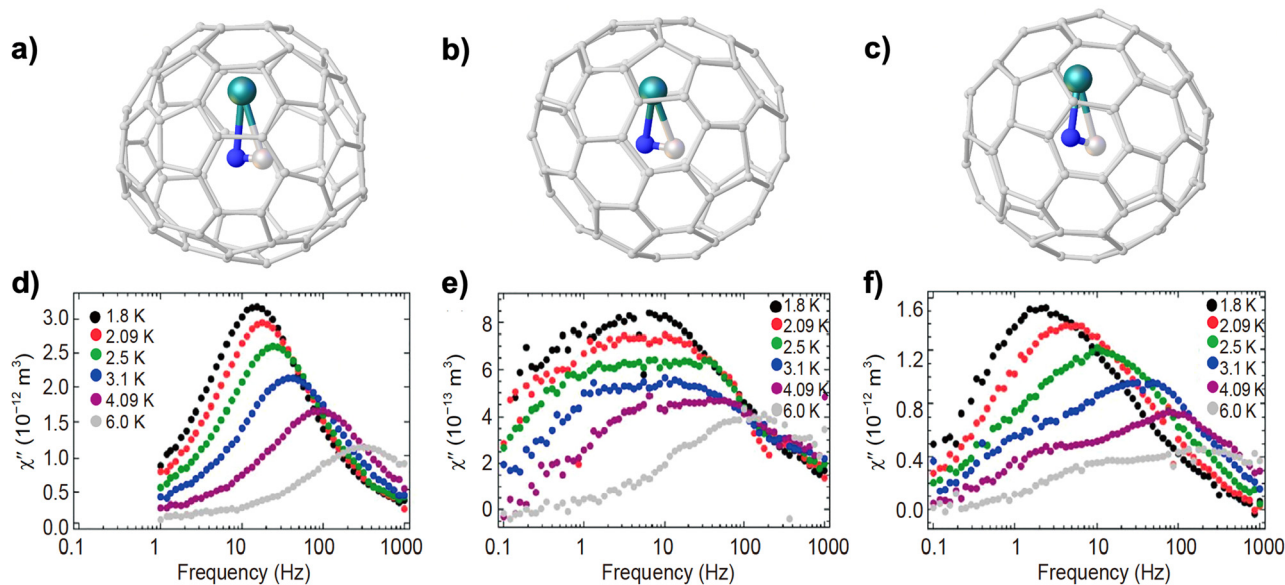 a)
b)
c)
d)
3.0
2.5
2.0
1.5
1.0
0.5
0.0
χ″ (10⁻¹² m³)
1.8 K
2.09 K
2.5 K
3.1 K
4.09 K
6.0 K
0.1 1 10 100 1000
Frequency (Hz)
e)
8
6
4
2
0
χ″ (10⁻¹³ m³)
1.8 K
2.09 K
2.5 K
3.1 K
4.09 K
6.0 K
0.1 1 10 100 1000
Frequency (Hz)
f)
1.6
1.2
0.8
0.4
0.0
χ″ (10⁻¹² m³)
1.8 K
2.09 K
2.5 K
3.1 K
4.09 K
6.0 K
0.1 1 10 100 1000
Frequency (Hz)